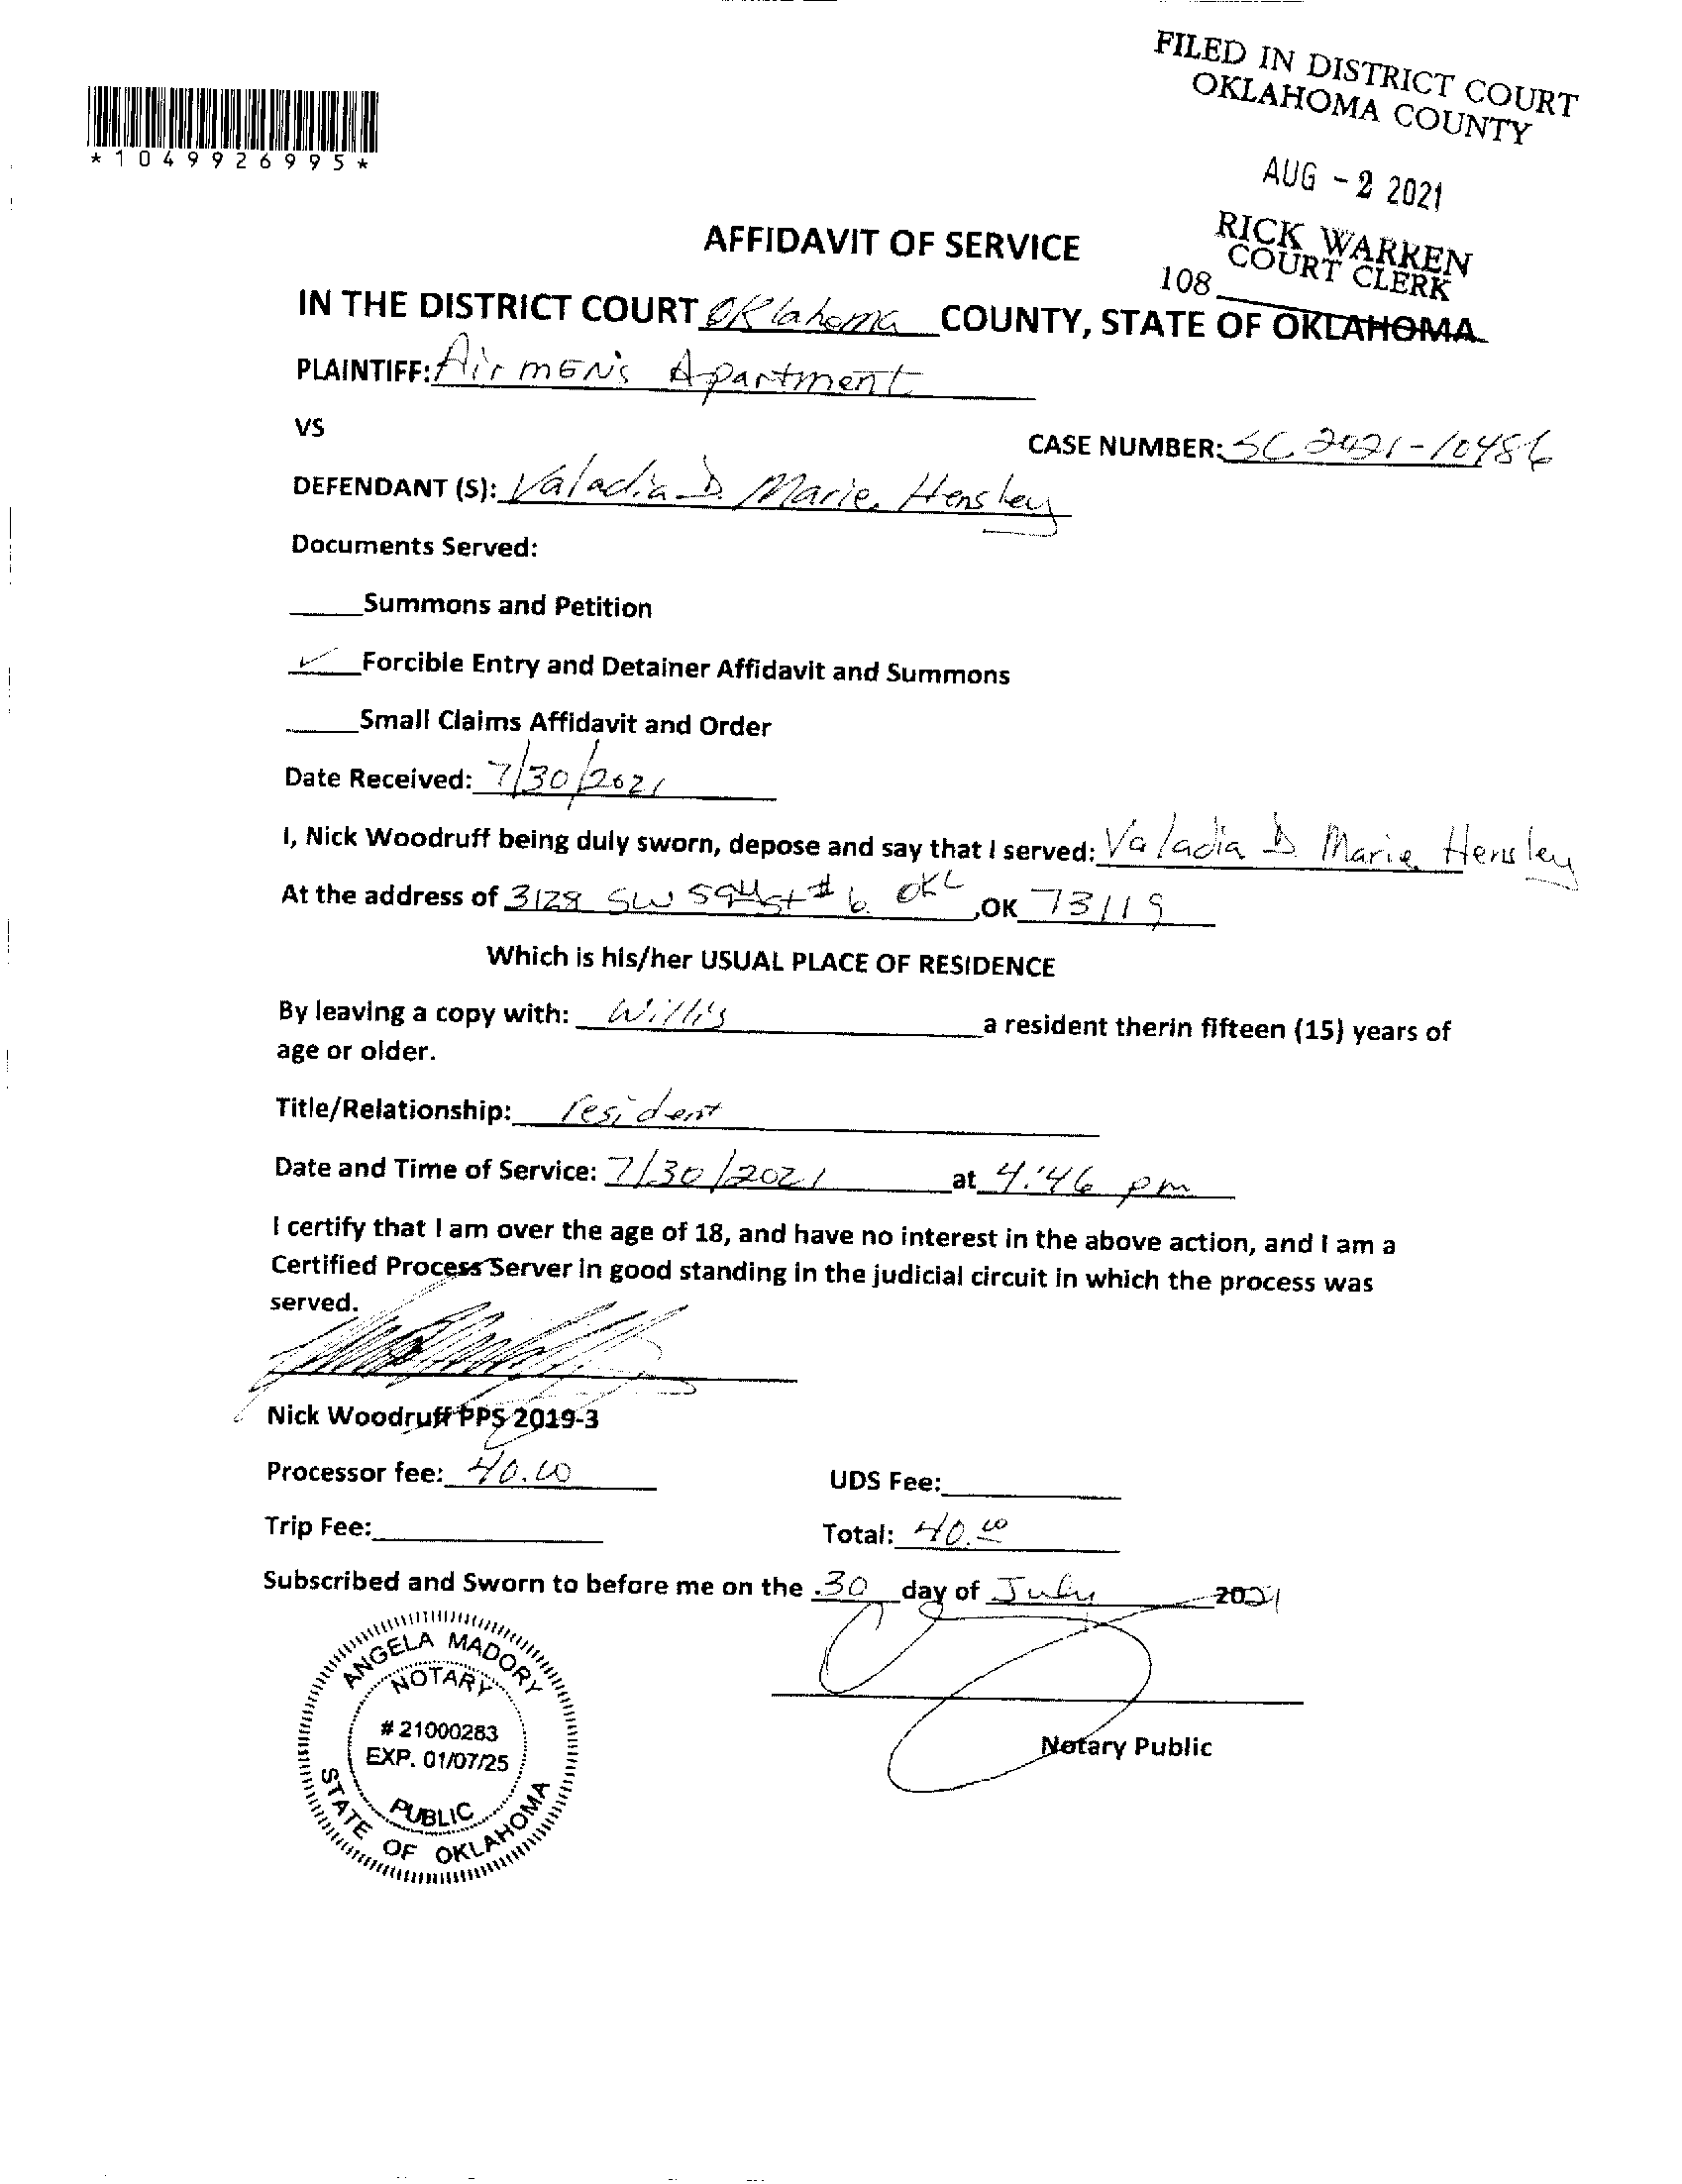 FILED IN DISTRICT COURT
OKLAHOMA COUNTY
*1049926995*
AUG - 2 2021
RICK WARREN
COURT CLERK
108
AFFIDAVIT OF SERVICE
IN THE DISTRICT COURT Oklahoma COUNTY, STATE OF OKLAHOMA
PLAINTIFF: Airmen's Apartment
VS
CASE NUMBER: SC 2021-10486
DEFENDANT (S): Valadia D. Marie Hensley
Documents Served:
Summons and Petition
✓ Forcible Entry and Detainer Affidavit and Summons
Small Claims Affidavit and Order
Date Received: 7/30/2021
I, Nick Woodruff being duly sworn, depose and say that I served: Valadia D Marie Hensley
At the address of 3128 SW 59th st # 6. OKC ,OK 73119
Which is his/her USUAL PLACE OF RESIDENCE
By leaving a copy with: Willis a resident therin fifteen (15) years of
age or older.
Title/Relationship: resident
Date and Time of Service: 7/30/2021 at 4:46 pm
I certify that I am over the age of 18, and have no interest in the above action, and I am a
Certified Process Server in good standing in the judicial circuit in which the process was
served.
Nick Woodruff PPS 2019-3
Processor fee: 40.00 UDS Fee:
Trip Fee: Total: 40.00
Subscribed and Sworn to before me on the 30 day of July 2021
ANGELA MADORY
NOTARY
# 21000283
EXP. 01/07/25
PUBLIC
STATE OF OKLAHOMA
Notary Public